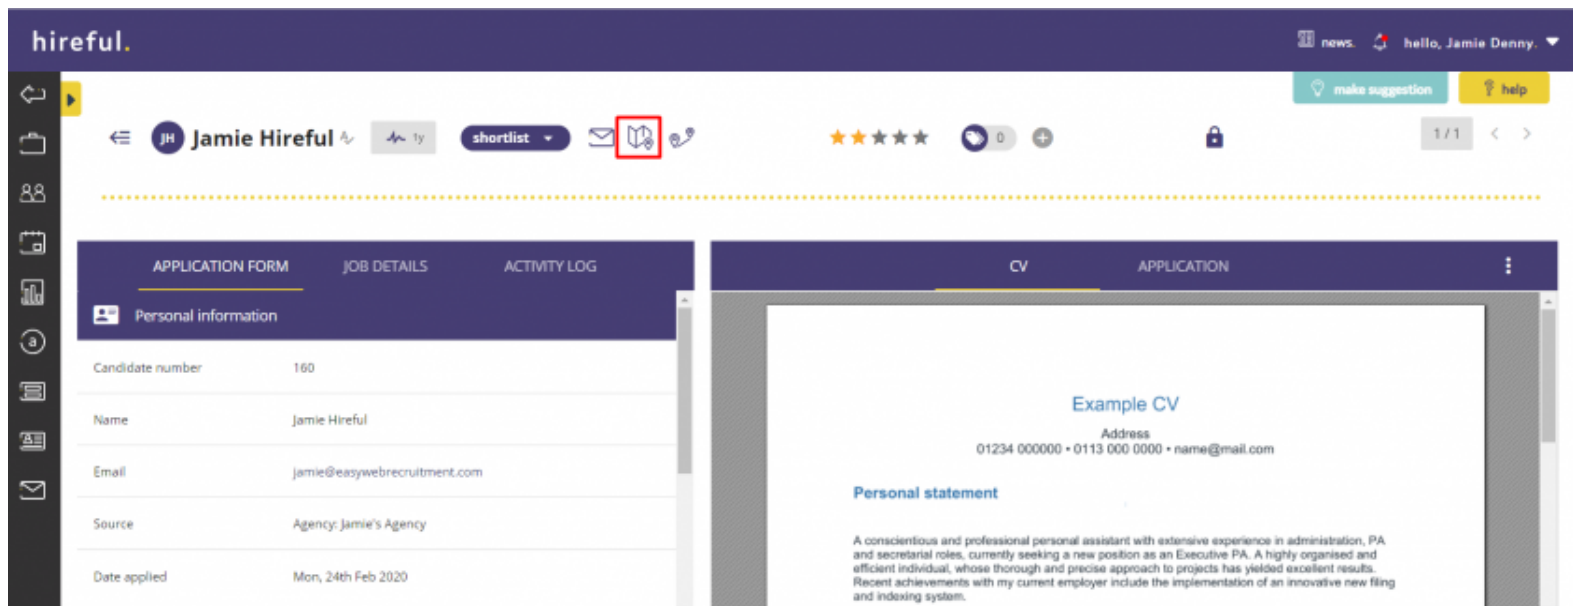 hireful.
news.
hello, Jamie Denny.
make suggestion
help
JH
Jamie Hireful
1y
shortlist
0
1 / 1
APPLICATION FORM
JOB DETAILS
ACTIVITY LOG
CV
APPLICATION
a
Personal information
Candidate number
160
Name
Jamie Hireful
Email
jamie@easywebrecruitment.com
Source
Agency: Jamie's Agency
Date applied
Mon, 24th Feb 2020
Example CV
Address
01234 000000 • 0113 000 0000 • name@mail.com
Personal statement
A conscientious and professional personal assistant with extensive experience in administration, PA
and secretarial roles, currently seeking a new position as an Executive PA. A highly organised and
efficient individual, whose thorough and precise approach to projects has yielded excellent results.
Recent achievements with my current employer include the implementation of an innovative new filing
and indexing system.